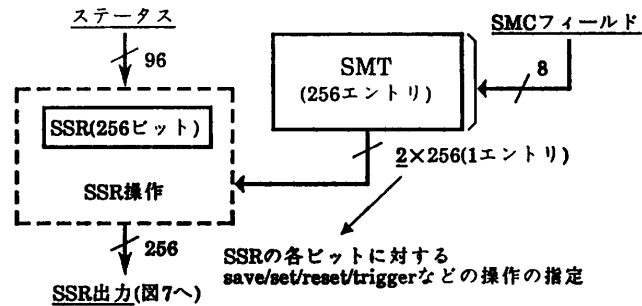 ステータス
96
SSR(256ビット)
SSR操作
256
SSR出力(図7へ)
SMT
(256エントリ)
SMCフィールド
8
2×256(1エントリ)
SSRの各ビットに対する
save/set/reset/triggerなどの操作の指定